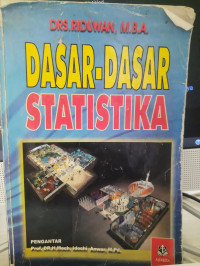 DRS. RIDUWAN, M.B.A.
DASAR-DASAR
STATISTIKA
PENGANTAR